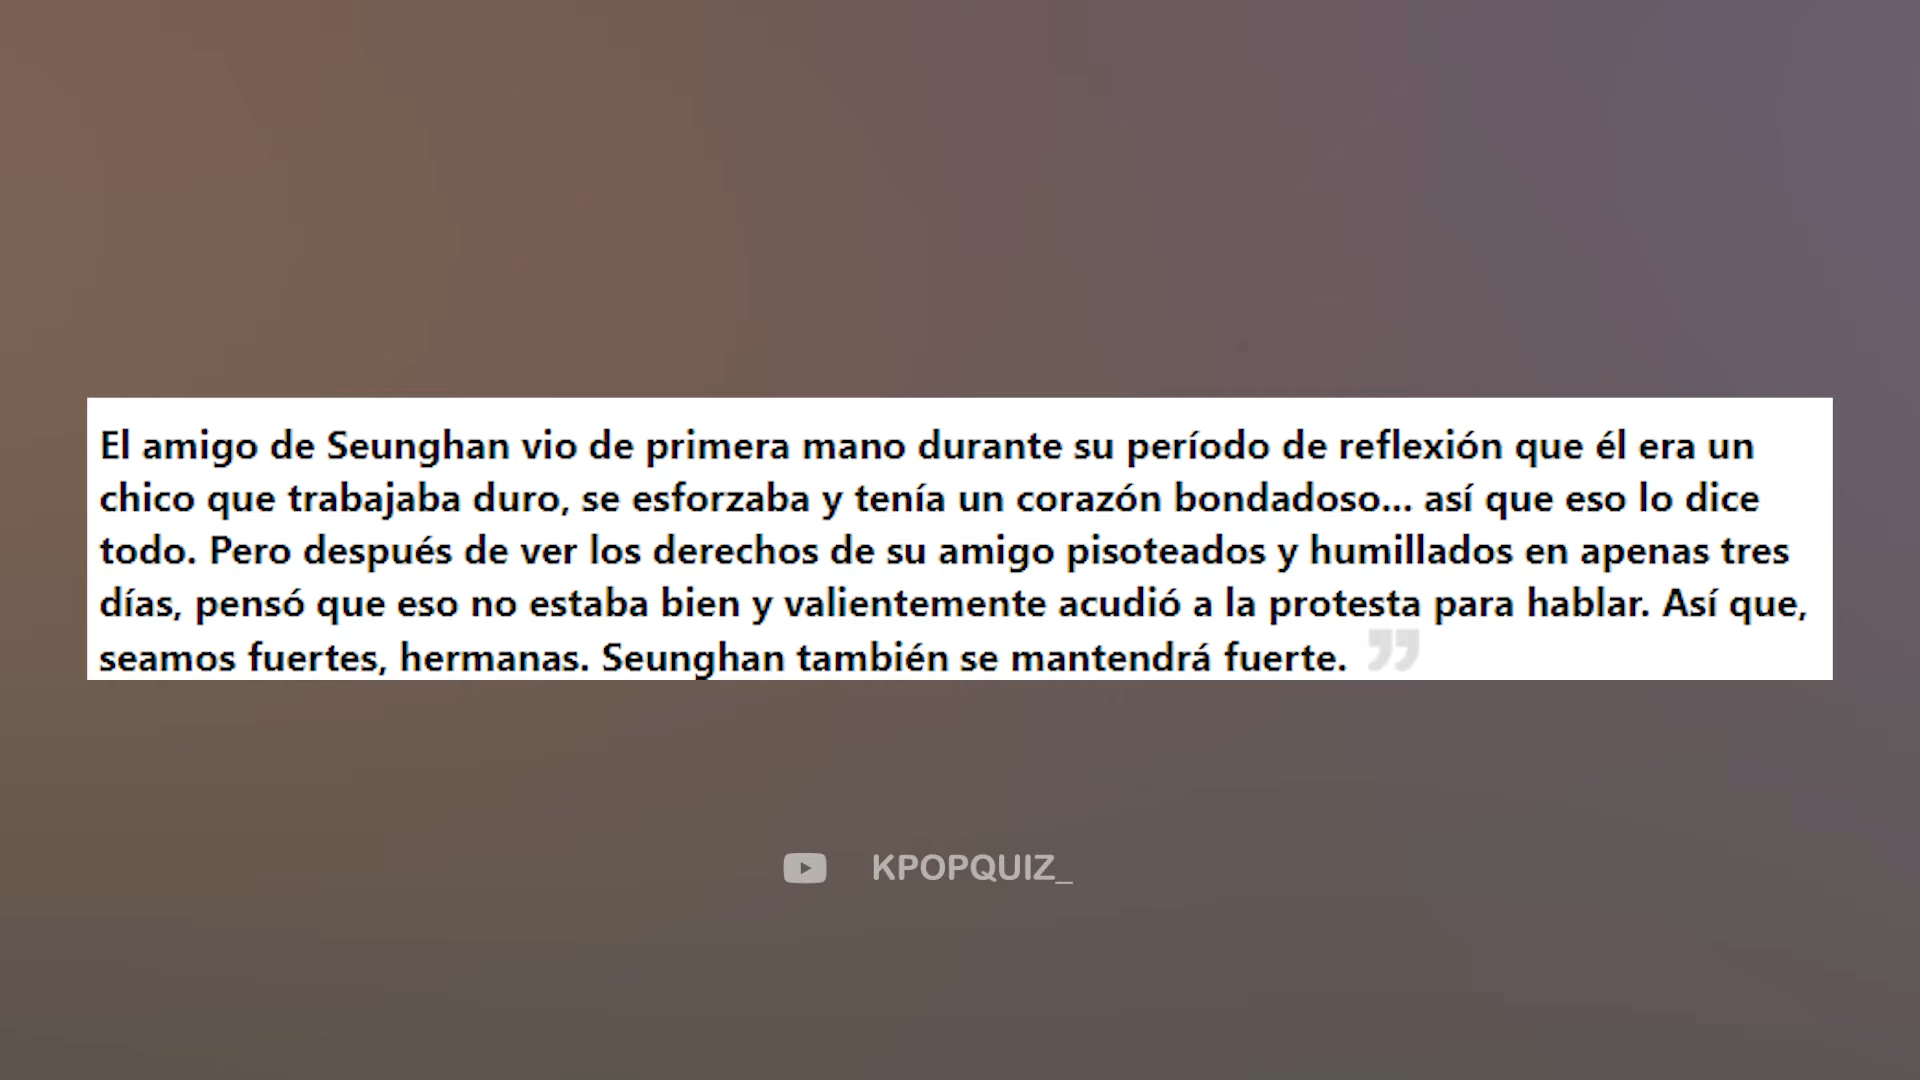 El amigo de Seunghan vio de primera mano durante su período de reflexión que él era un
chico que trabajaba duro, se esforzaba y tenía un corazón bondadoso... así que eso lo dice
todo. Pero después de ver los derechos de su amigo pisoteados y humillados en apenas tres
días, pensó que eso no estaba bien y valientemente acudió a la protesta para hablar. Así que,
seamos fuertes, hermanas. Seunghan también se mantendrá fuerte. ”
KPOPQUIZ_